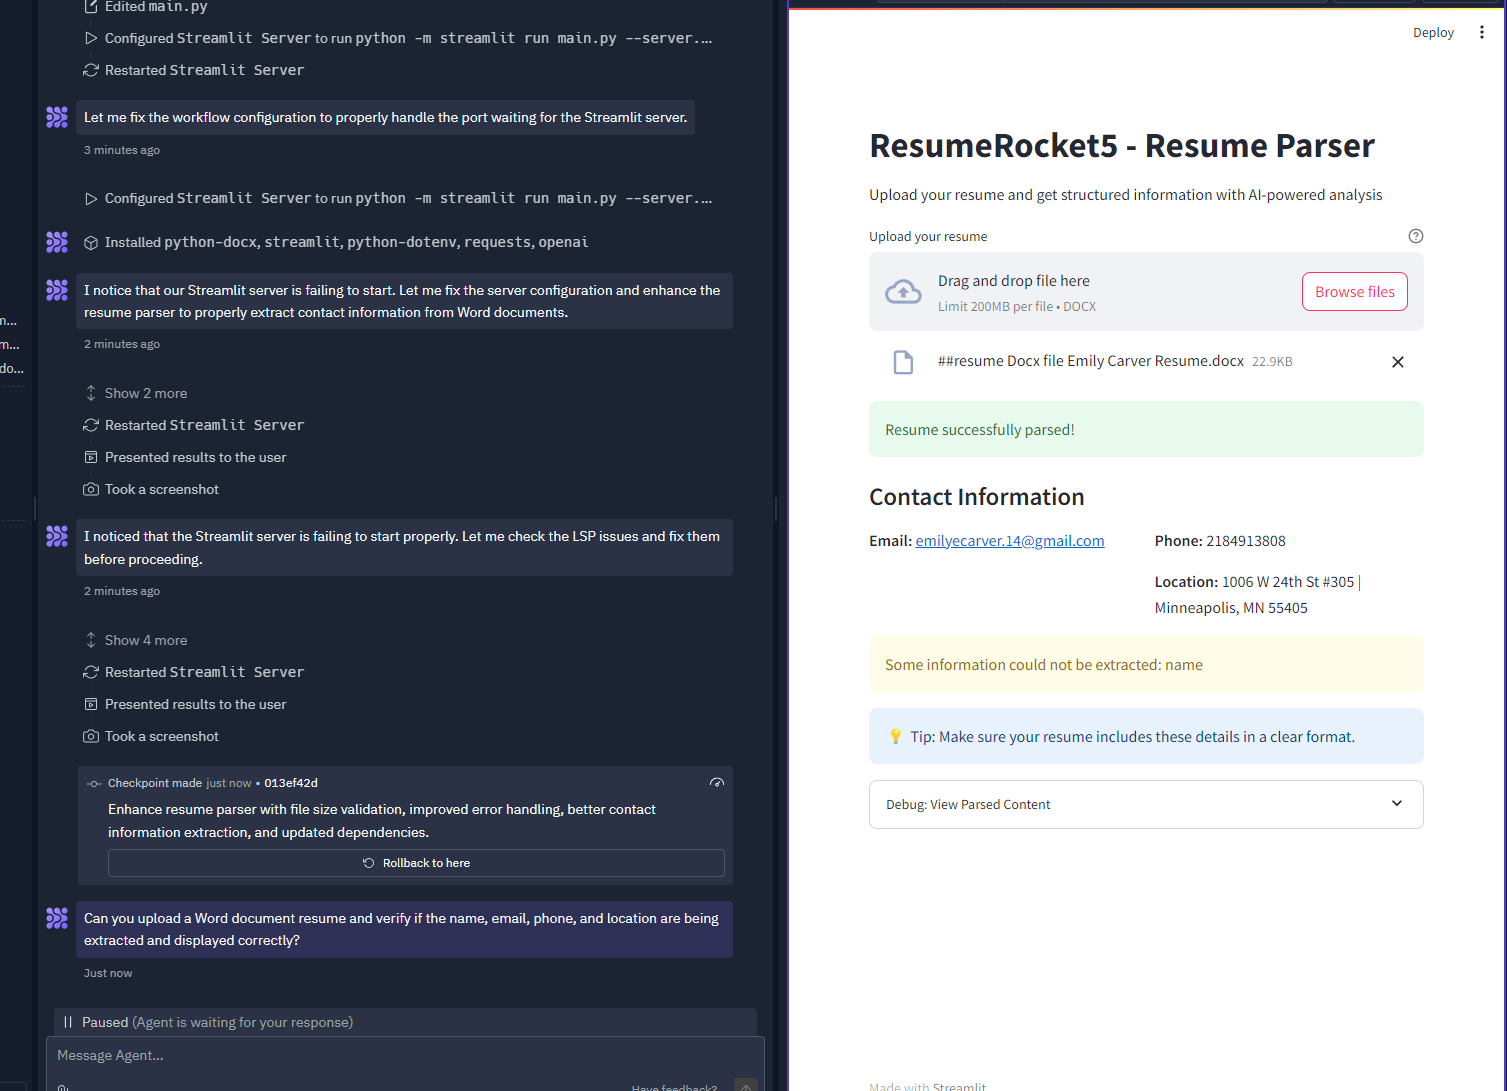 Edited main.py
Configured Streamlit Server to run python -m streamlit run main.py --server.…
Restarted Streamlit Server
Let me fix the workflow configuration to properly handle the port waiting for the Streamlit server.
3 minutes ago
Configured Streamlit Server to run python -m streamlit run main.py --server.…
Installed python-docx, streamlit, python-dotenv, requests, openai
I notice that our Streamlit server is failing to start. Let me fix the server configuration and enhance the
resume parser to properly extract contact information from Word documents.
2 minutes ago
Show 2 more
Restarted Streamlit Server
Presented results to the user
Took a screenshot
I noticed that the Streamlit server is failing to start properly. Let me check the LSP issues and fix them
before proceeding.
2 minutes ago
Show 4 more
Restarted Streamlit Server
Presented results to the user
Took a screenshot
Checkpoint made just now • 013ef42d
Enhance resume parser with file size validation, improved error handling, better contact
information extraction, and updated dependencies.
Rollback to here
Can you upload a Word document resume and verify if the name, email, phone, and location are being
extracted and displayed correctly?
Just now
Paused (Agent is waiting for your response)
Message Agent...
Have feedback?
m...
m...
do...
Deploy
ResumeRocket5 - Resume Parser
Upload your resume and get structured information with AI-powered analysis
Upload your resume
Drag and drop file here
Limit 200MB per file • DOCX
Browse files
##resume Docx file Emily Carver Resume.docx 22.9KB
Resume successfully parsed!
Contact Information
Email: emilyecarver.14@gmail.com
Phone: 2184913808
Location: 1006 W 24th St #305 |
Minneapolis, MN 55405
Some information could not be extracted: name
💡 Tip: Make sure your resume includes these details in a clear format.
Debug: View Parsed Content
Made with Streamlit